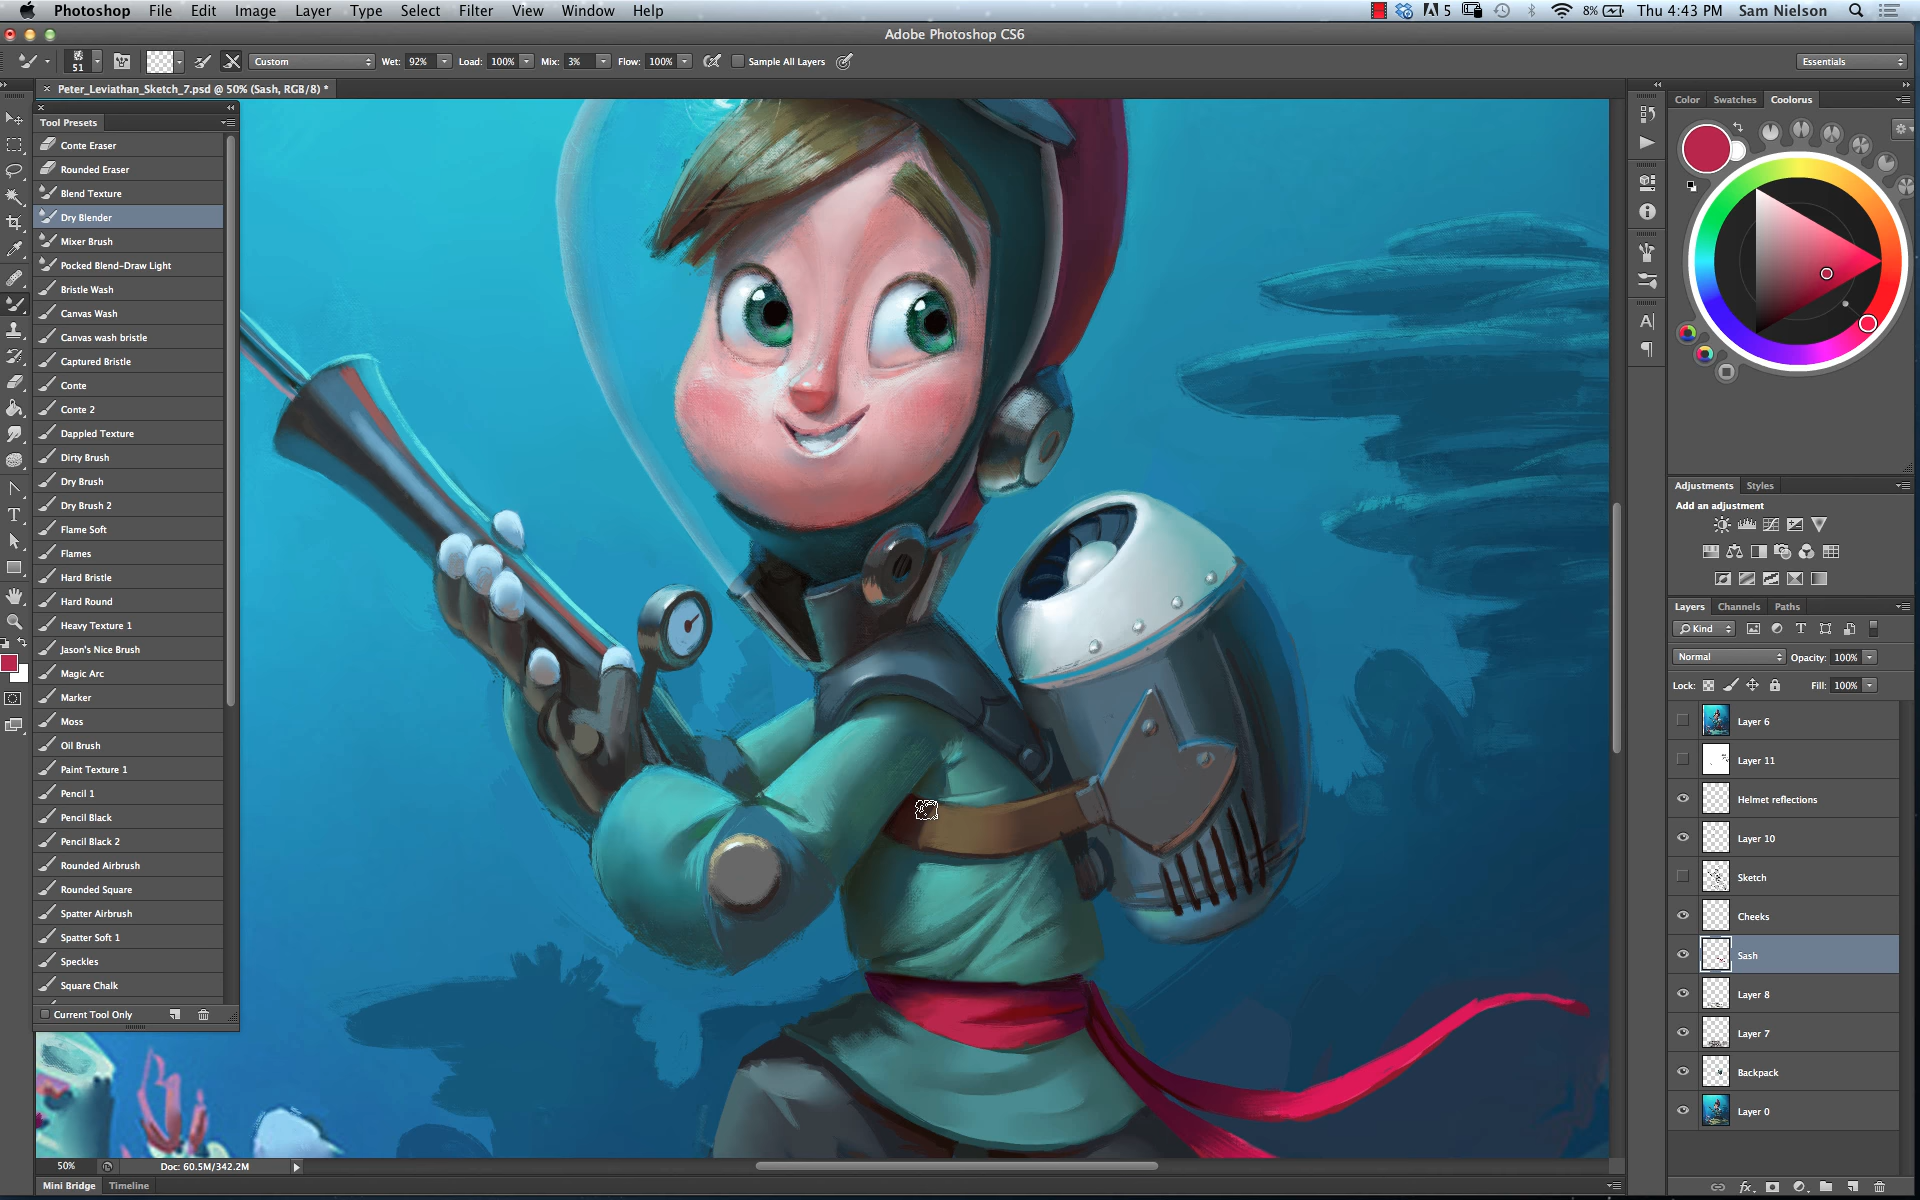 Photoshop File Edit Image Layer Type Select Filter View Window Help 5 8% Thu 4:43 PM Sam Nielson
Adobe Photoshop CS6
51 Custom Wet: 92% Load: 100% Mix: 3% Flow: 100% Sample All Layers Essentials
× Peter_Leviathan_Sketch_7.psd @ 50% (Sash, RGB/8) *
Tool Presets
Conte Eraser
Rounded Eraser
Blend Texture
Dry Blender
Mixer Brush
Pocked Blend-Draw Light
Bristle Wash
Canvas Wash
Canvas wash bristle
Captured Bristle
Conte
Conte 2
Dappled Texture
Dirty Brush
Dry Brush
Dry Brush 2
Flame Soft
Flames
Hard Bristle
Hard Round
Heavy Texture 1
Jason's Nice Brush
Magic Arc
Marker
Moss
Oil Brush
Paint Texture 1
Pencil 1
Pencil Black
Pencil Black 2
Rounded Airbrush
Rounded Square
Spatter Airbrush
Spatter Soft 1
Speckles
Square Chalk
Current Tool Only
Color Swatches Coolorus
Adjustments Styles
Add an adjustment
Layers Channels Paths
Kind
Normal Opacity: 100%
Lock: Fill: 100%
Layer 6
Layer 11
Helmet reflections
Layer 10
Sketch
Cheeks
Sash
Layer 8
Layer 7
Backpack
Layer 0
50% Doc: 60.5M/342.2M
Mini Bridge Timeline